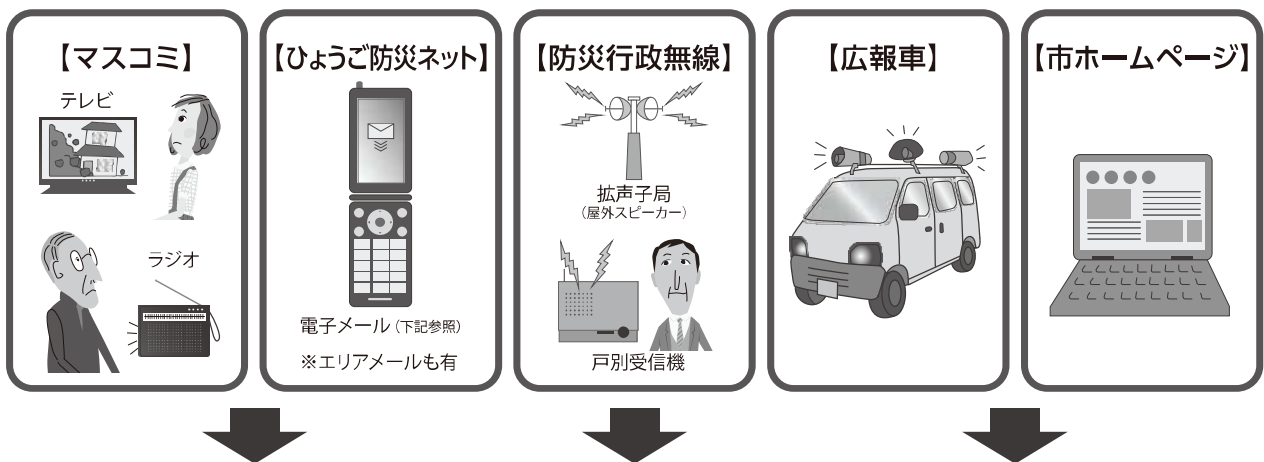 【マスコミ】
テレビ
ラジオ
【ひょうご防災ネット】
電子メール（下記参照）
※エリアメールも有
【防災行政無線】
拡声子局
（屋外スピーカー）
戸別受信機
【広報車】
【市ホームページ】